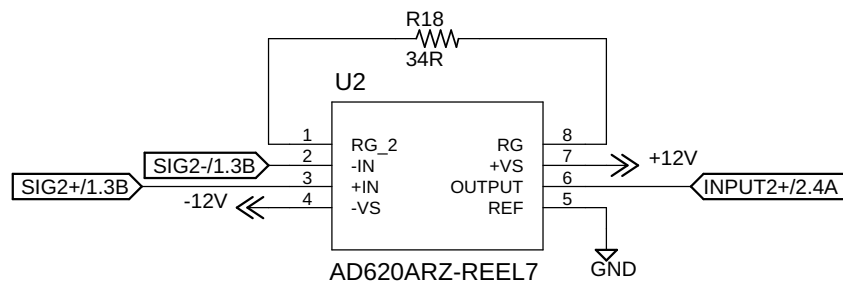 R18
34R
U2
1 RG_2 RG 8
SIG2-/1.3B 2 -IN +VS 7 +12V
SIG2+/1.3B 3 +IN OUTPUT 6 INPUT2+/2.4A
-12V 4 -VS REF 5
GND
AD620ARZ-REEL7